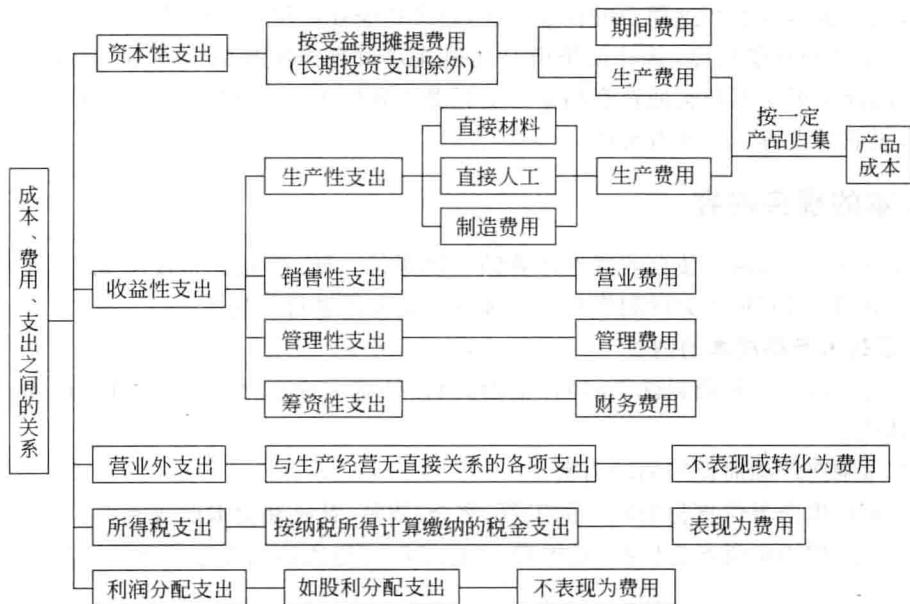 成本、费用、支出之间的关系
资本性支出
按受益期摊提费用
(长期投资支出除外)
期间费用
生产费用
收益性支出
生产性支出
直接材料
直接人工
制造费用
生产费用
按一定
产品归集
产品
成本
销售性支出
营业费用
管理性支出
管理费用
筹资性支出
财务费用
营业外支出
与生产经营无直接关系的各项支出
不表现或转化为费用
所得税支出
按纳税所得计算缴纳的税金支出
表现为费用
利润分配支出
如股利分配支出
不表现为费用